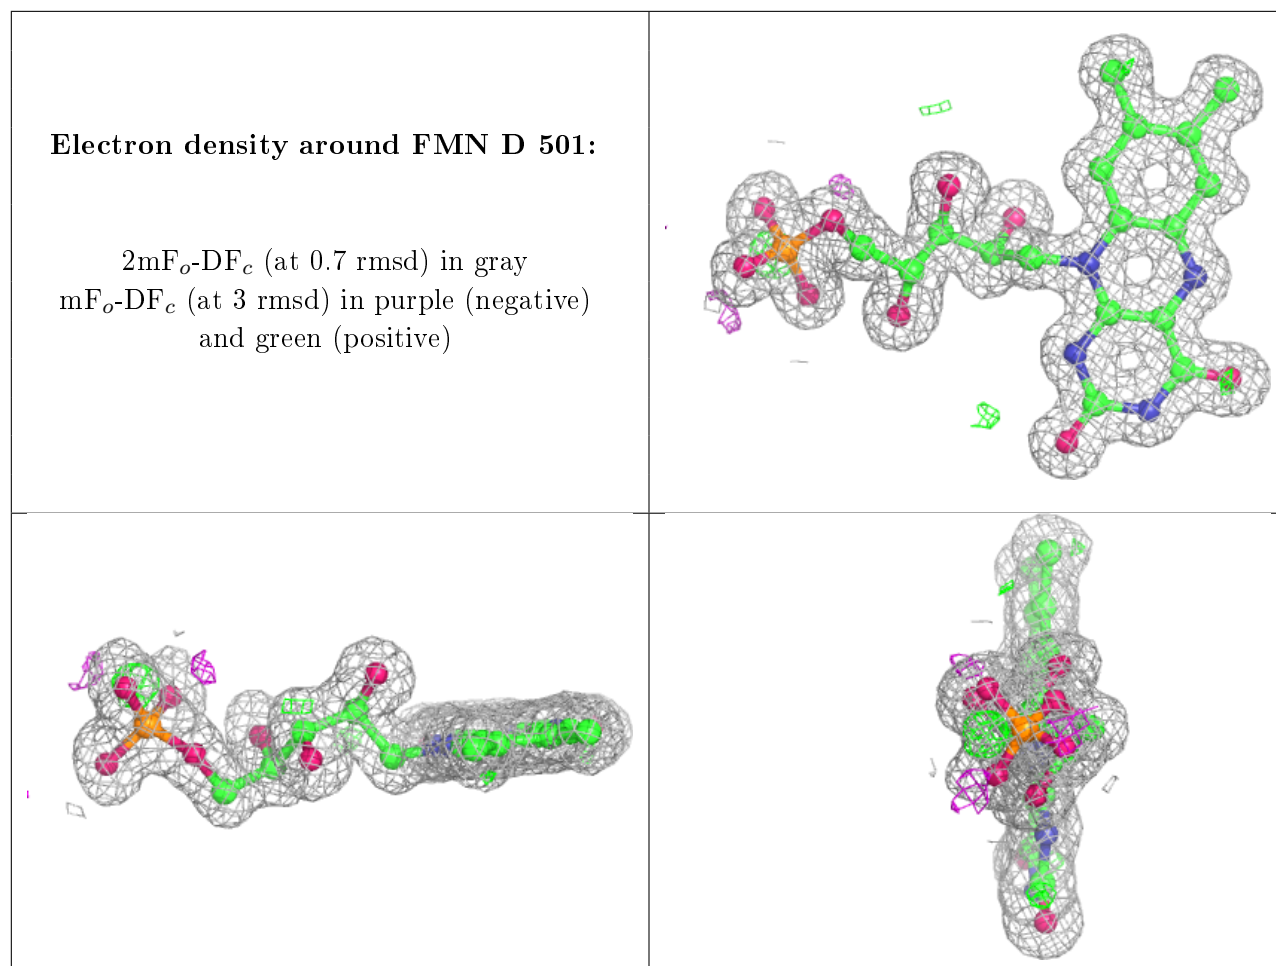 Electron density around FMN D 501:
2mFo-DFc (at 0.7 rmsd) in gray
mFo-DFc (at 3 rmsd) in purple (negative)
and green (positive)